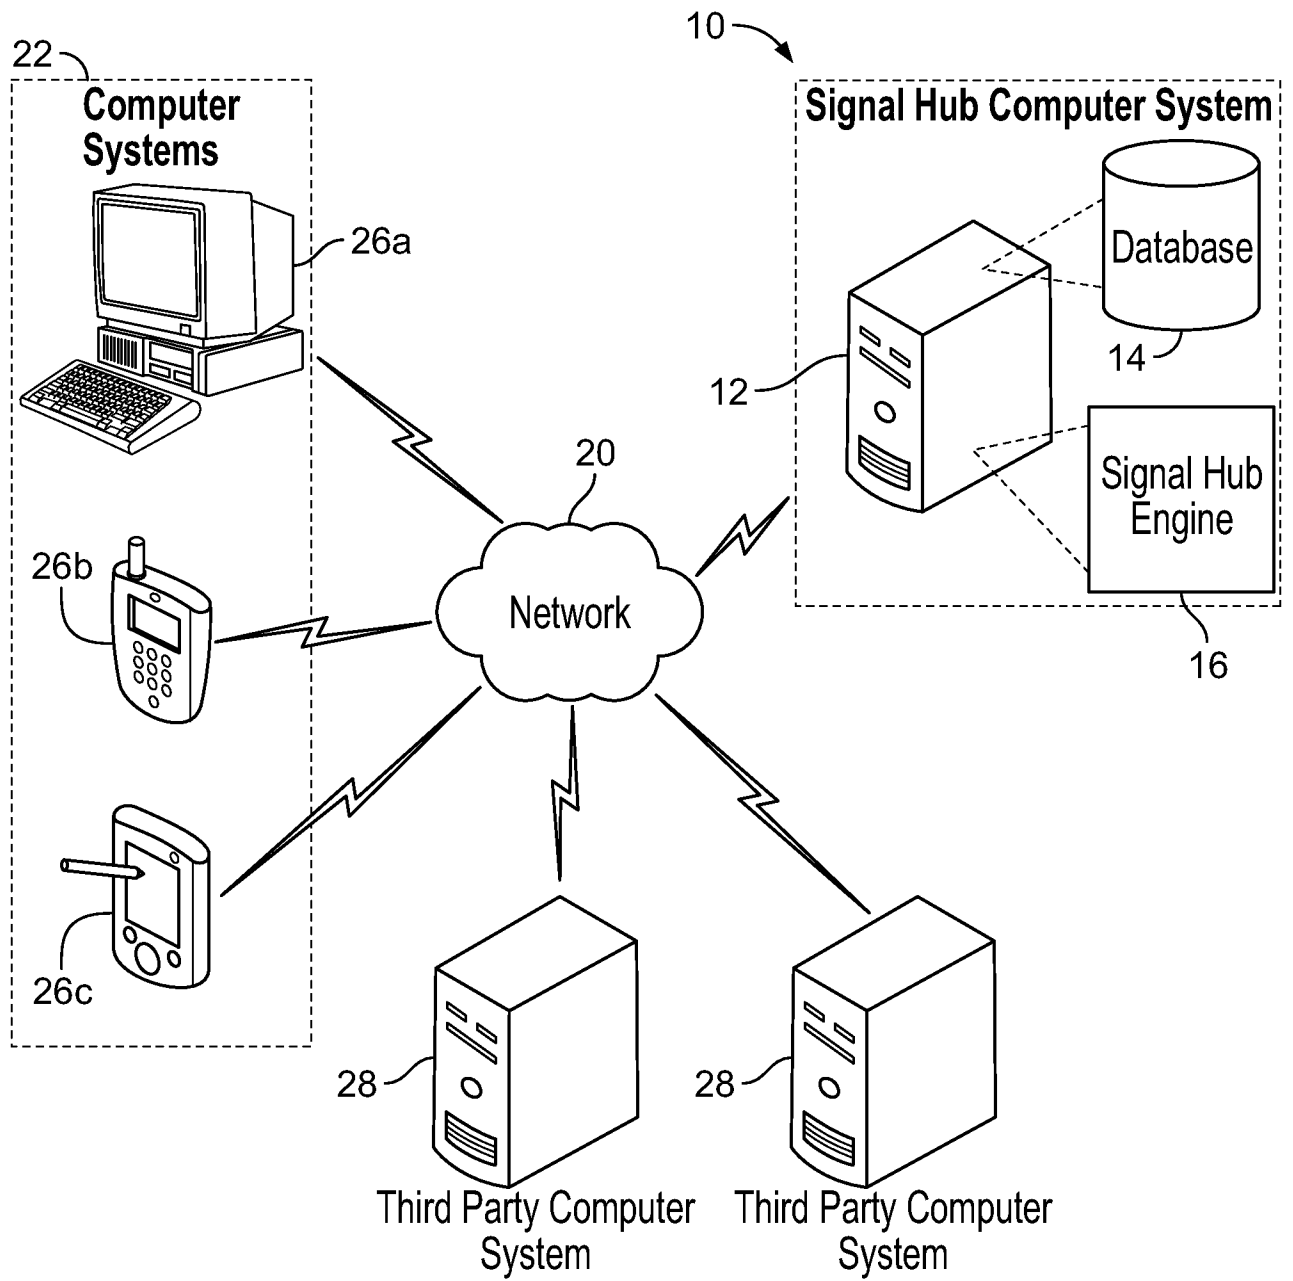 10
22
Computer
Systems
Signal Hub Computer System
26a
Database
14
12
20
Signal Hub
Engine
26b
Network
16
26c
28
28
Third Party Computer
System
Third Party Computer
System